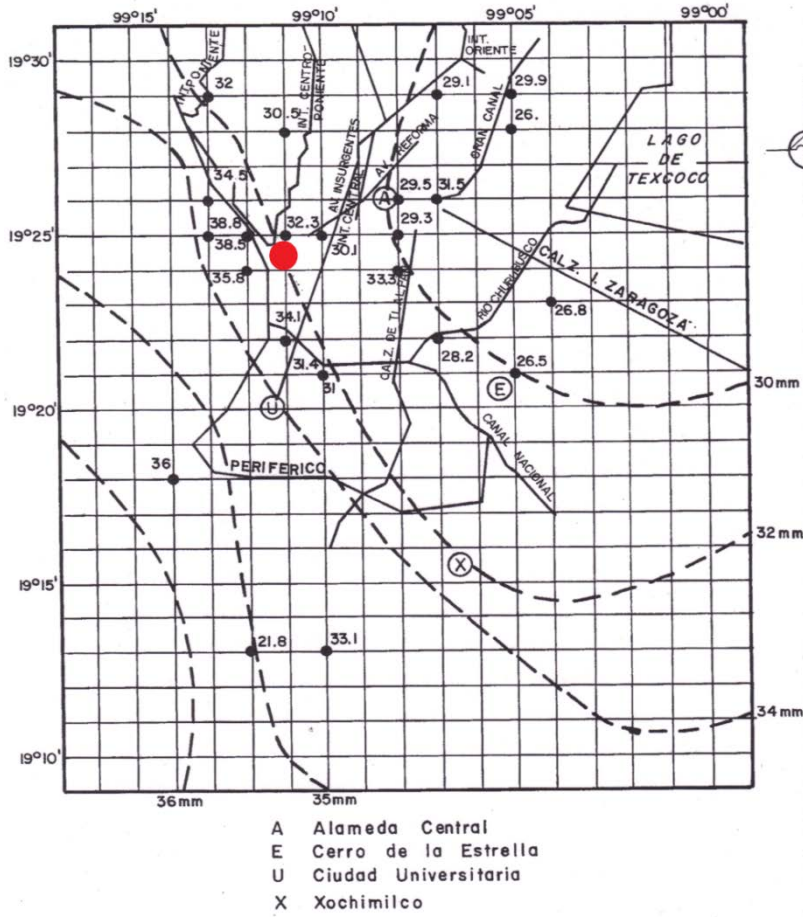 99°15' 99°10' 99°05' 99°00'
19°30'
INT. PONIENTE
INT. CENTRO PONIENTE
INT. ORIENTE
32
30.5
29.1
29.9
26.
GRAN CANAL
AV. REFORMA
AV. INSURGENTES
INT. CENTRAL
LAGO
DE
TEXCOCO
34.5
A
29.5
31.5
19°25'
38.8
38.5
32.3
30.1
29.3
35.8
33.3
CALZ. DE TLALPAN
RIO CHURUBUSCO
CALZ. I. ZARAGOZA
26.8
34.1
31.4
31
28.2
26.5
E
30mm
19°20'
U
CANAL NACIONAL
PERIFERICO
36
X
32mm
19°15'
21.8
33.1
34mm
19°10'
36mm 35mm
A Alameda Central
E Cerro de la Estrella
U Ciudad Universitaria
X Xochimilco